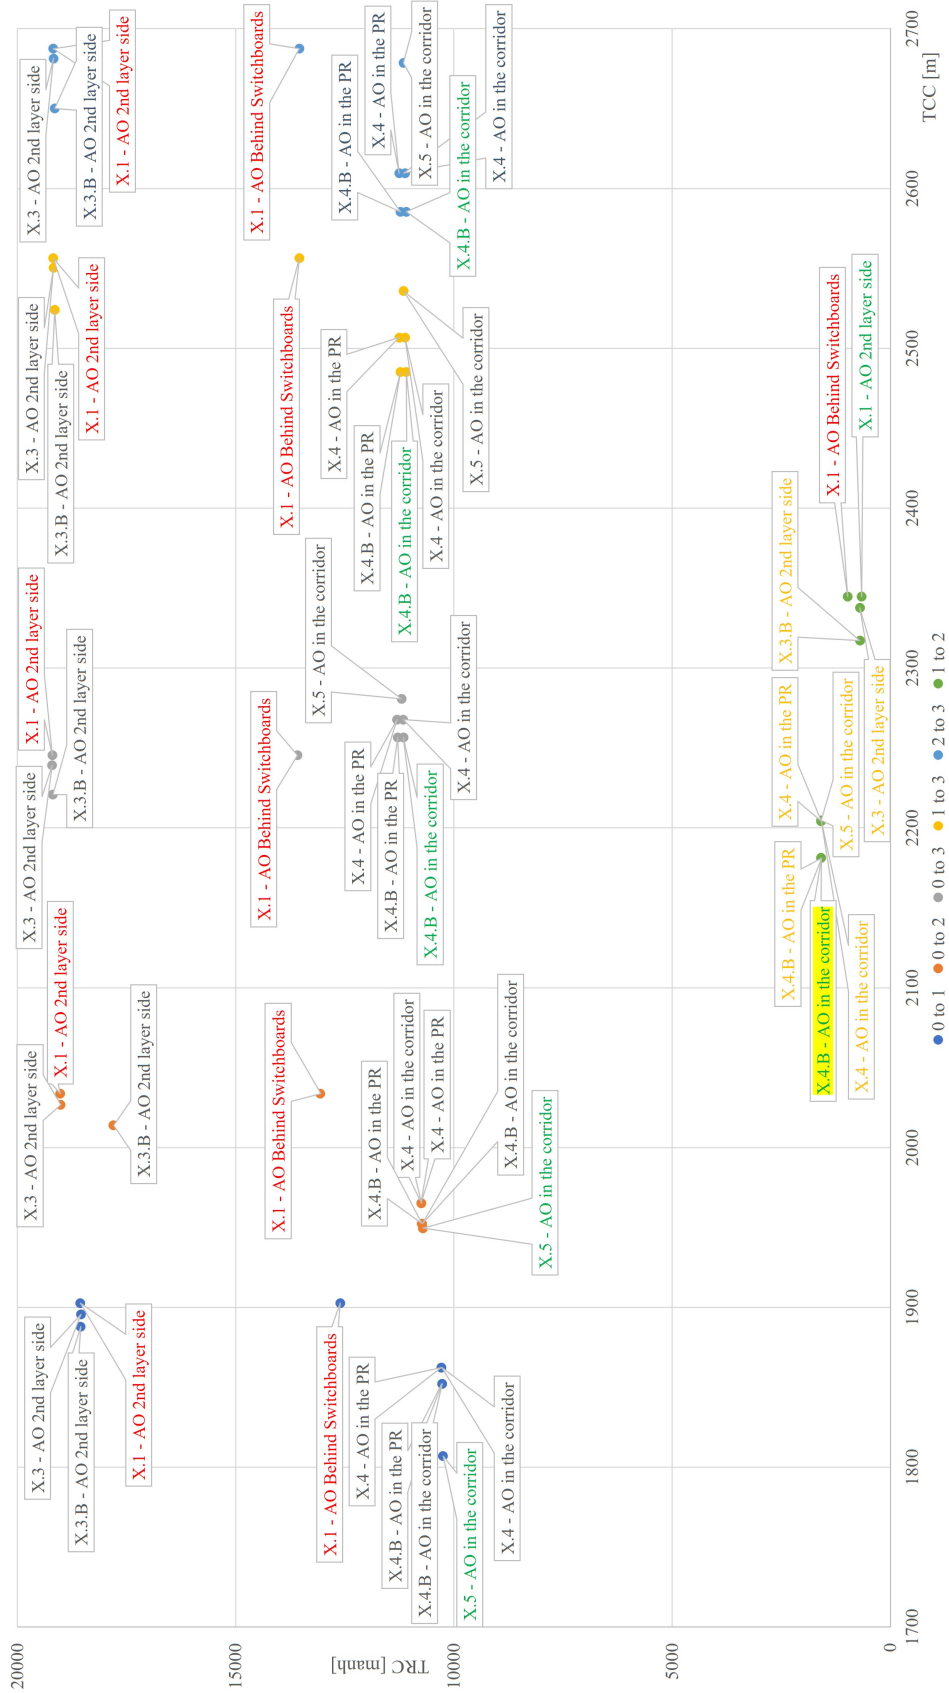 20000
15000
10000
5000
0
TRC [manh]
1700
1800
1900
2000
2100
2200
2300
2400
2500
2600
2700
TCC [m]
X.3 - AO 2nd layer side
X.3.B - AO 2nd layer side
X.1 - AO 2nd layer side
X.1 - AO Behind Switchboards
X.4 - AO in the PR
X.4.B - AO in the PR
X.4.B - AO in the corridor
X.5 - AO in the corridor
X.4 - AO in the corridor
X.3 - AO 2nd layer side
X.1 - AO 2nd layer side
X.3.B - AO 2nd layer side
X.1 - AO Behind Switchboards
X.4.B - AO in the PR
X.4 - AO in the corridor
X.4 - AO in the PR
X.4.B - AO in the corridor
X.5 - AO in the corridor
X.1 - AO 2nd layer side
X.3 - AO 2nd layer side
X.3.B - AO 2nd layer side
X.1 - AO Behind Switchboards
X.5 - AO in the corridor
X.4 - AO in the PR
X.4.B - AO in the PR
X.4.B - AO in the corridor
X.4 - AO in the corridor
X.3 - AO 2nd layer side
X.3.B - AO 2nd layer side
X.1 - AO 2nd layer side
X.1 - AO Behind Switchboards
X.4 - AO in the PR
X.4.B - AO in the PR
X.4.B - AO in the corridor
X.4 - AO in the corridor
X.5 - AO in the corridor
X.3 - AO 2nd layer side
X.3.B - AO 2nd layer side
X.1 - AO 2nd layer side
X.1 - AO Behind Switchboards
X.4.B - AO in the PR
X.4 - AO in the PR
X.5 - AO in the corridor
X.4.B - AO in the corridor
X.4 - AO in the corridor
X.4.B - AO in the PR
X.4.B - AO in the corridor
X.4 - AO in the corridor
X.4 - AO in the PR
X.5 - AO in the corridor
X.3 - AO 2nd layer side
X.3.B - AO 2nd layer side
X.1 - AO Behind Switchboards
X.1 - AO 2nd layer side
0 to 1
0 to 2
0 to 3
1 to 3
2 to 3
1 to 2